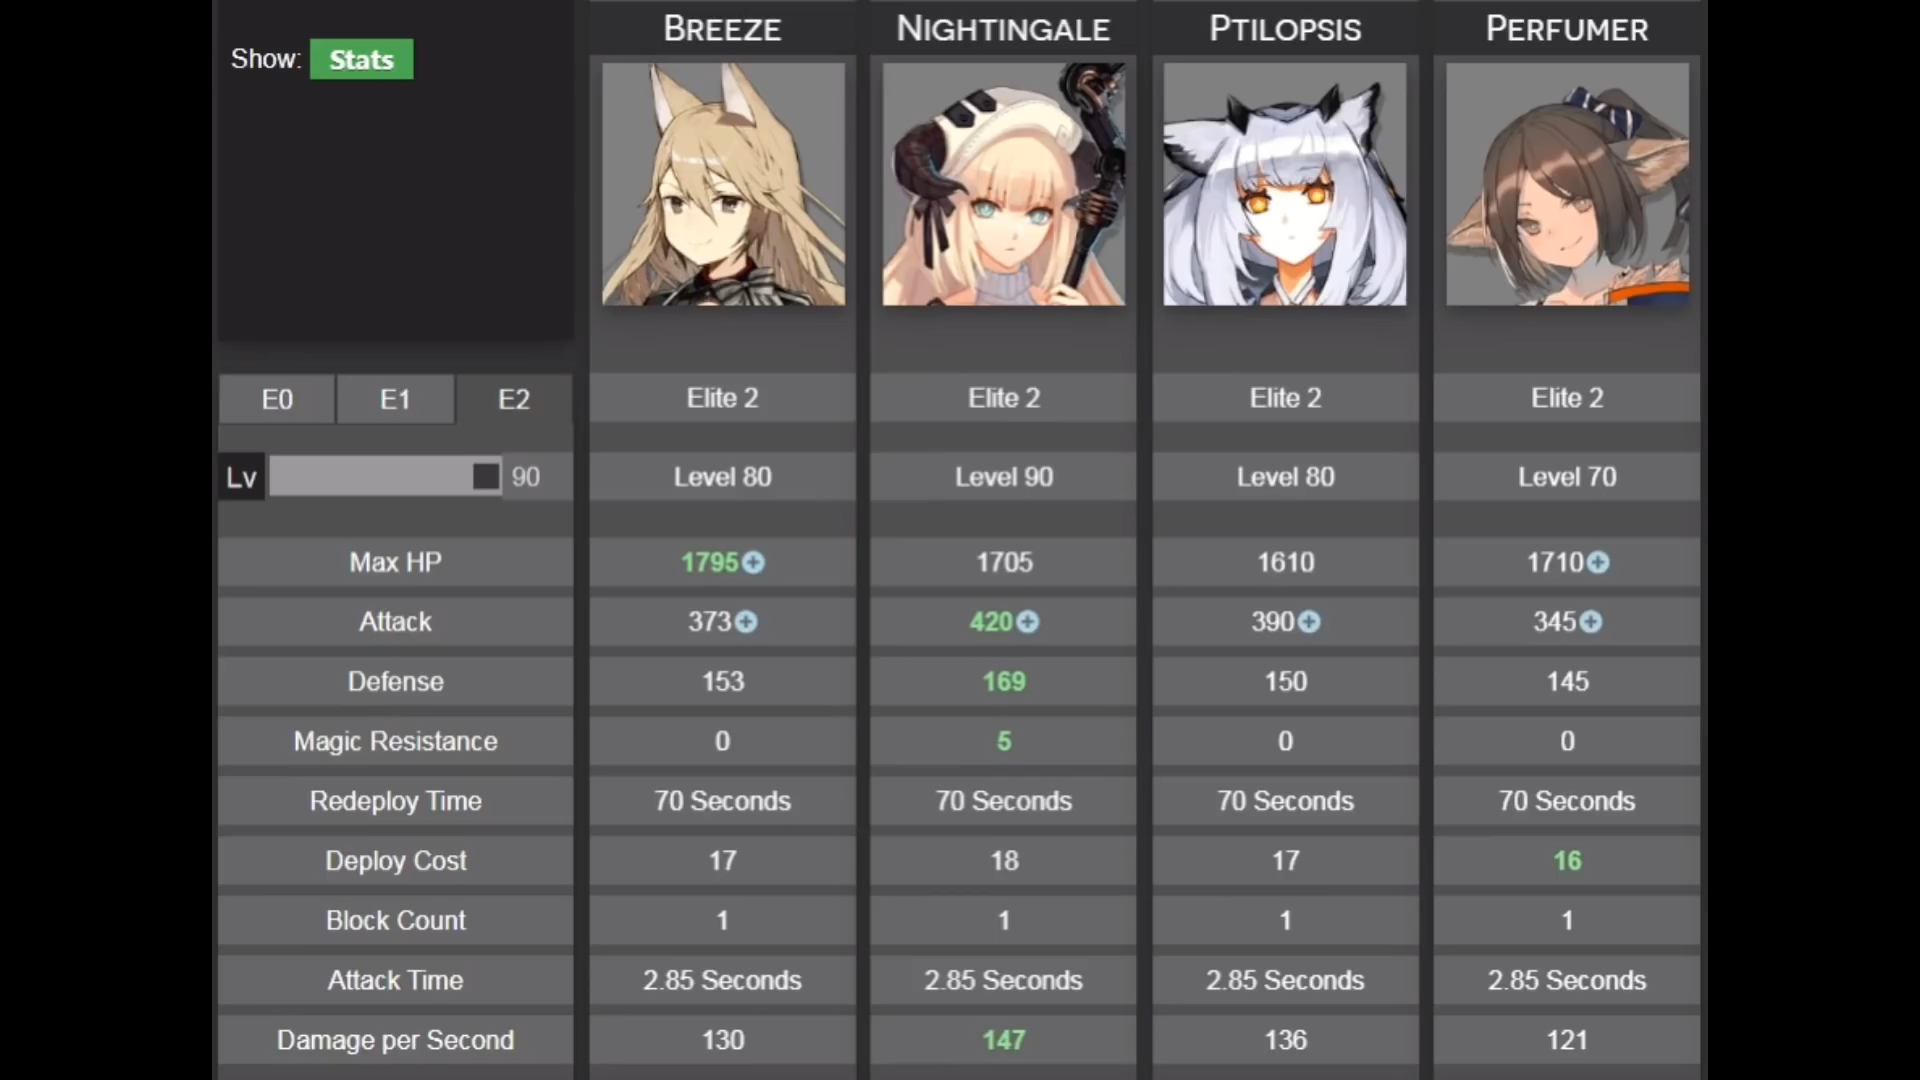 BREEZE NIGHTINGALE PTILOPSIS PERFUMER
Show: Stats
E0 E1 E2 Elite 2 Elite 2 Elite 2 Elite 2
Lv 90 Level 80 Level 90 Level 80 Level 70
Max HP 1795 1705 1610 1710
Attack 373 420 390 345
Defense 153 169 150 145
Magic Resistance 0 5 0 0
Redeploy Time 70 Seconds 70 Seconds 70 Seconds 70 Seconds
Deploy Cost 17 18 17 16
Block Count 1 1 1 1
Attack Time 2.85 Seconds 2.85 Seconds 2.85 Seconds 2.85 Seconds
Damage per Second 130 147 136 121